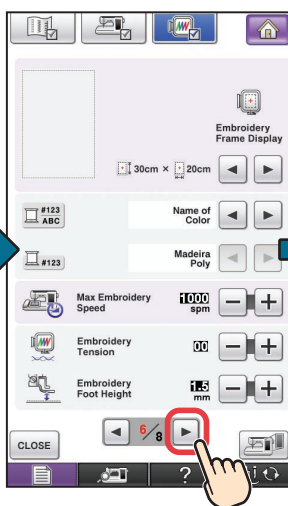 Embroidery
Frame Display
30cm × 20cm
#123
ABC
Name of
Color
#123
Madeira
Poly
Max Embroidery
Speed
1000
spm
Embroidery
Tension
00
Embroidery
Foot Height
1.5
mm
CLOSE
6/8
?